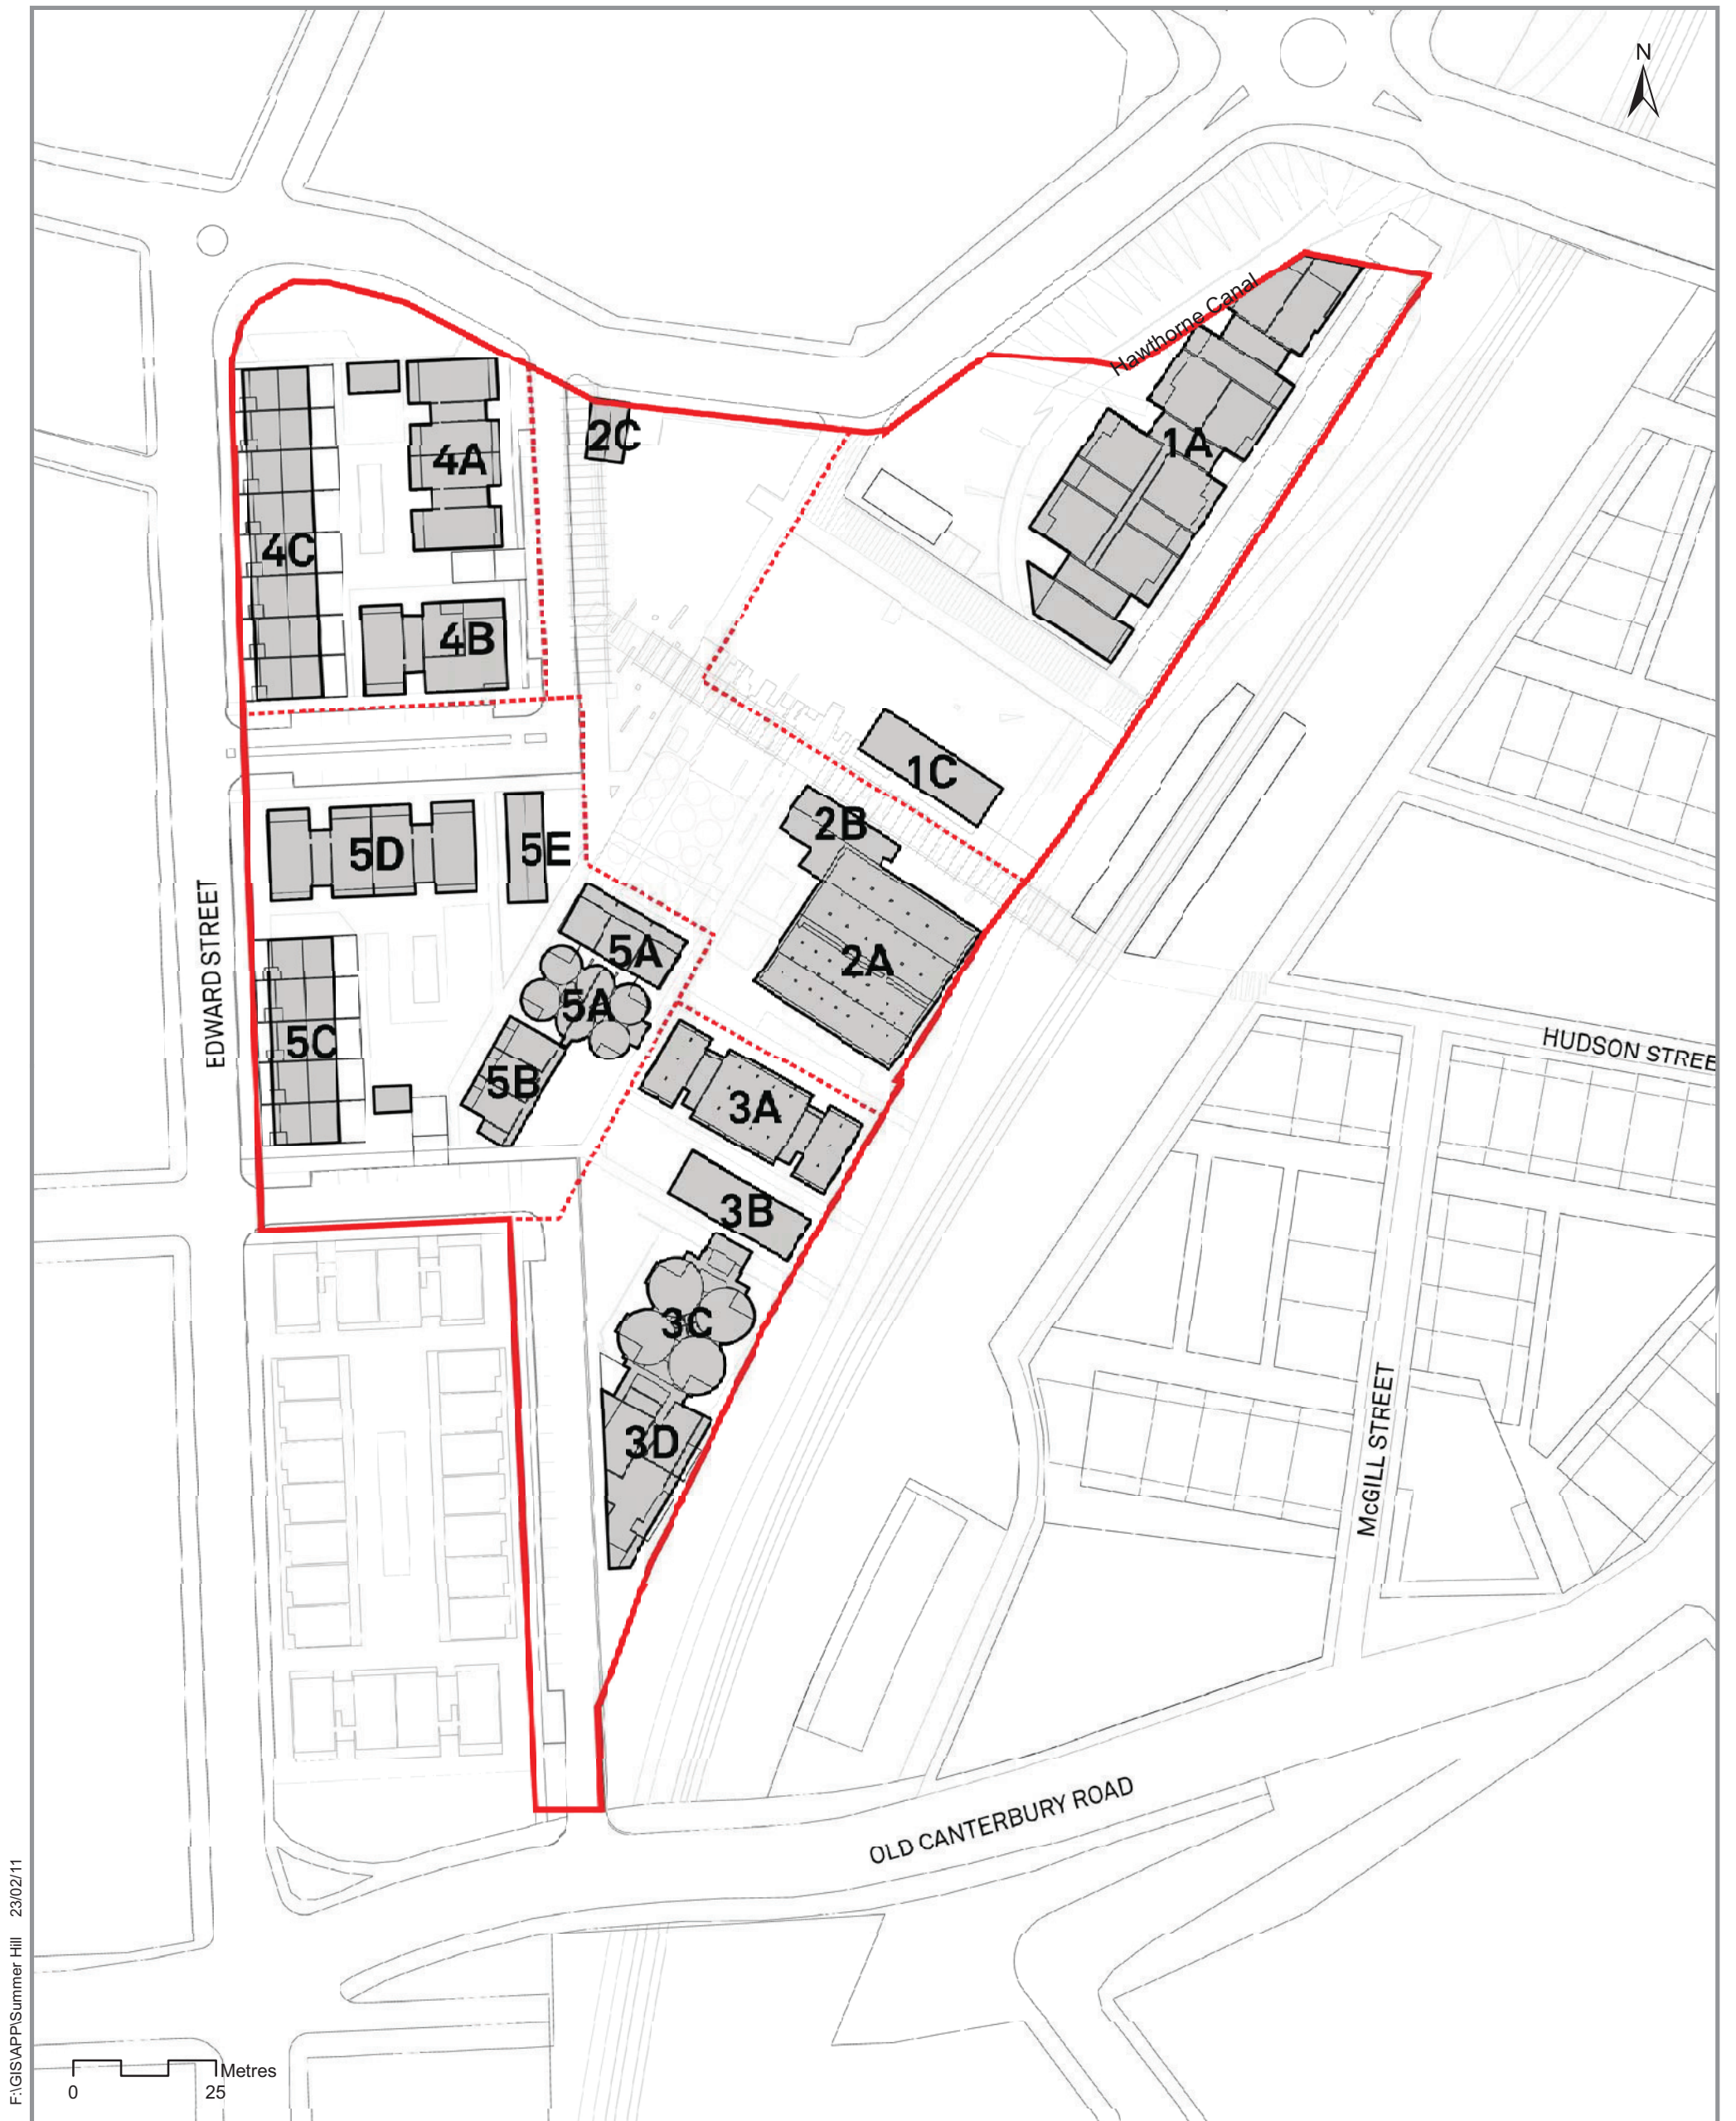 N
Hawthorne Canal
2C
4A
1A
4C
4B
1C
2B
5D
5E
5A
2A
5A
EDWARD STREET
5C
HUDSON STREE
5B
3A
3B
3C
3D
McGILL STREET
OLD CANTERBURY ROAD
F:\GIS\APP\Summer Hill 23/02/11
Metres
0 25